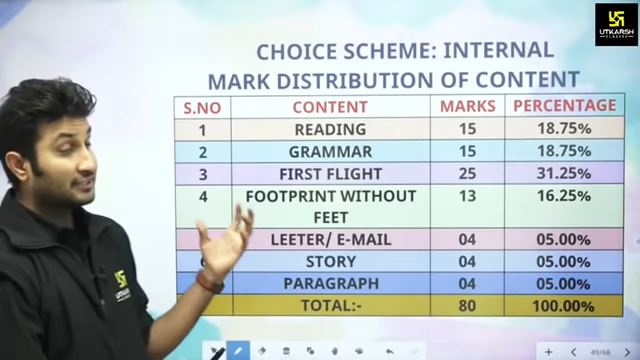 UTKARSH
CLASSES
CHOICE SCHEME: INTERNAL
MARK DISTRIBUTION OF CONTENT
S.NO CONTENT MARKS PERCENTAGE
1 READING 15 18.75%
2 GRAMMAR 15 18.75%
3 FIRST FLIGHT 25 31.25%
4 FOOTPRINT WITHOUT 13 16.25%
FEET
LEETER/ E-MAIL 04 05.00%
STORY 04 05.00%
PARAGRAPH 04 05.00%
TOTAL:- 80 100.00%
49/68